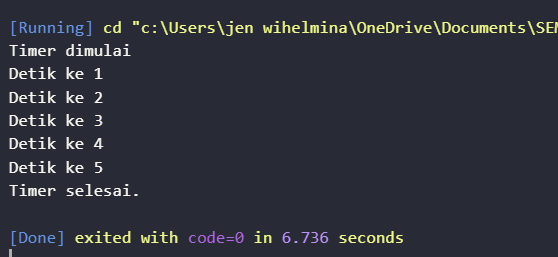 [Running] cd "c:\Users\jen wihelmina\OneDrive\Documents\SEM
Timer dimulai
Detik ke 1
Detik ke 2
Detik ke 3
Detik ke 4
Detik ke 5
Timer selesai.
[Done] exited with code=0 in 6.736 seconds